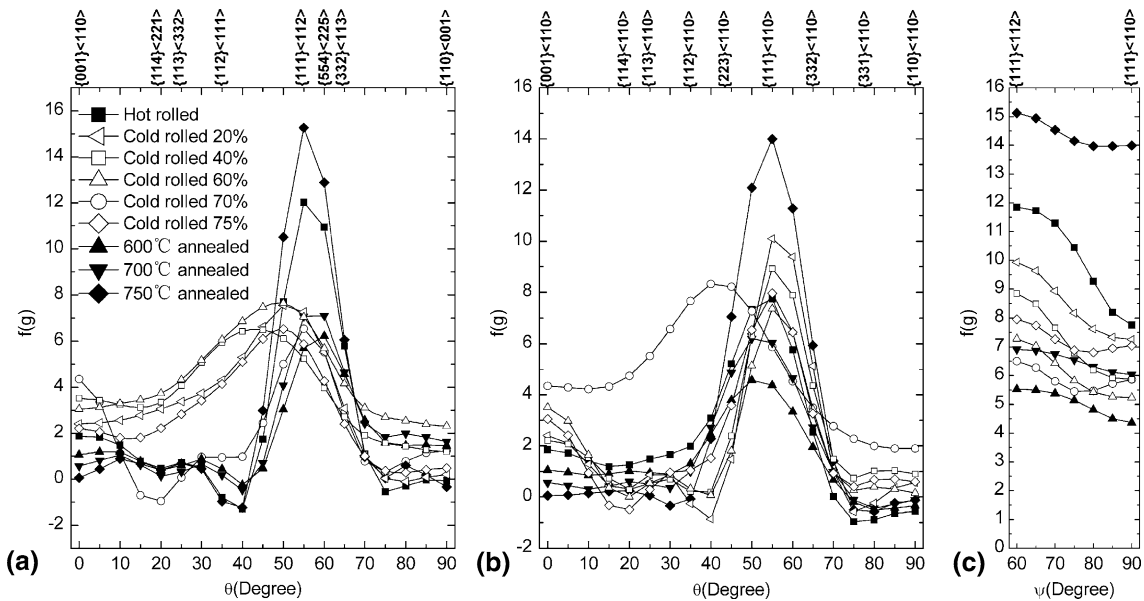 {001}<110>
{114}<221>
{113}<332>
{112}<111>
{111}<112>
{554}<225>
{332}<113>
{110}<001>
16
14
12
10
8
6
4
2
0
-2
f(g)
Hot rolled
Cold rolled 20%
Cold rolled 40%
Cold rolled 60%
Cold rolled 70%
Cold rolled 75%
600℃ annealed
700℃ annealed
750℃ annealed
0 10 20 30 40 50 60 70 80 90
θ(Degree)
(a)
{001}<110>
{114}<110>
{113}<110>
{112}<110>
{223}<110>
{111}<110>
{332}<110>
{331}<110>
{110}<110>
16
14
12
10
8
6
4
2
0
-2
f(g)
0 10 20 30 40 50 60 70 80 90
θ(Degree)
(b)
{111}<112>
{111}<110>
16
15
14
13
12
11
10
9
8
7
6
5
4
3
2
1
0
f(g)
60 70 80 90
ψ(Degree)
(c)